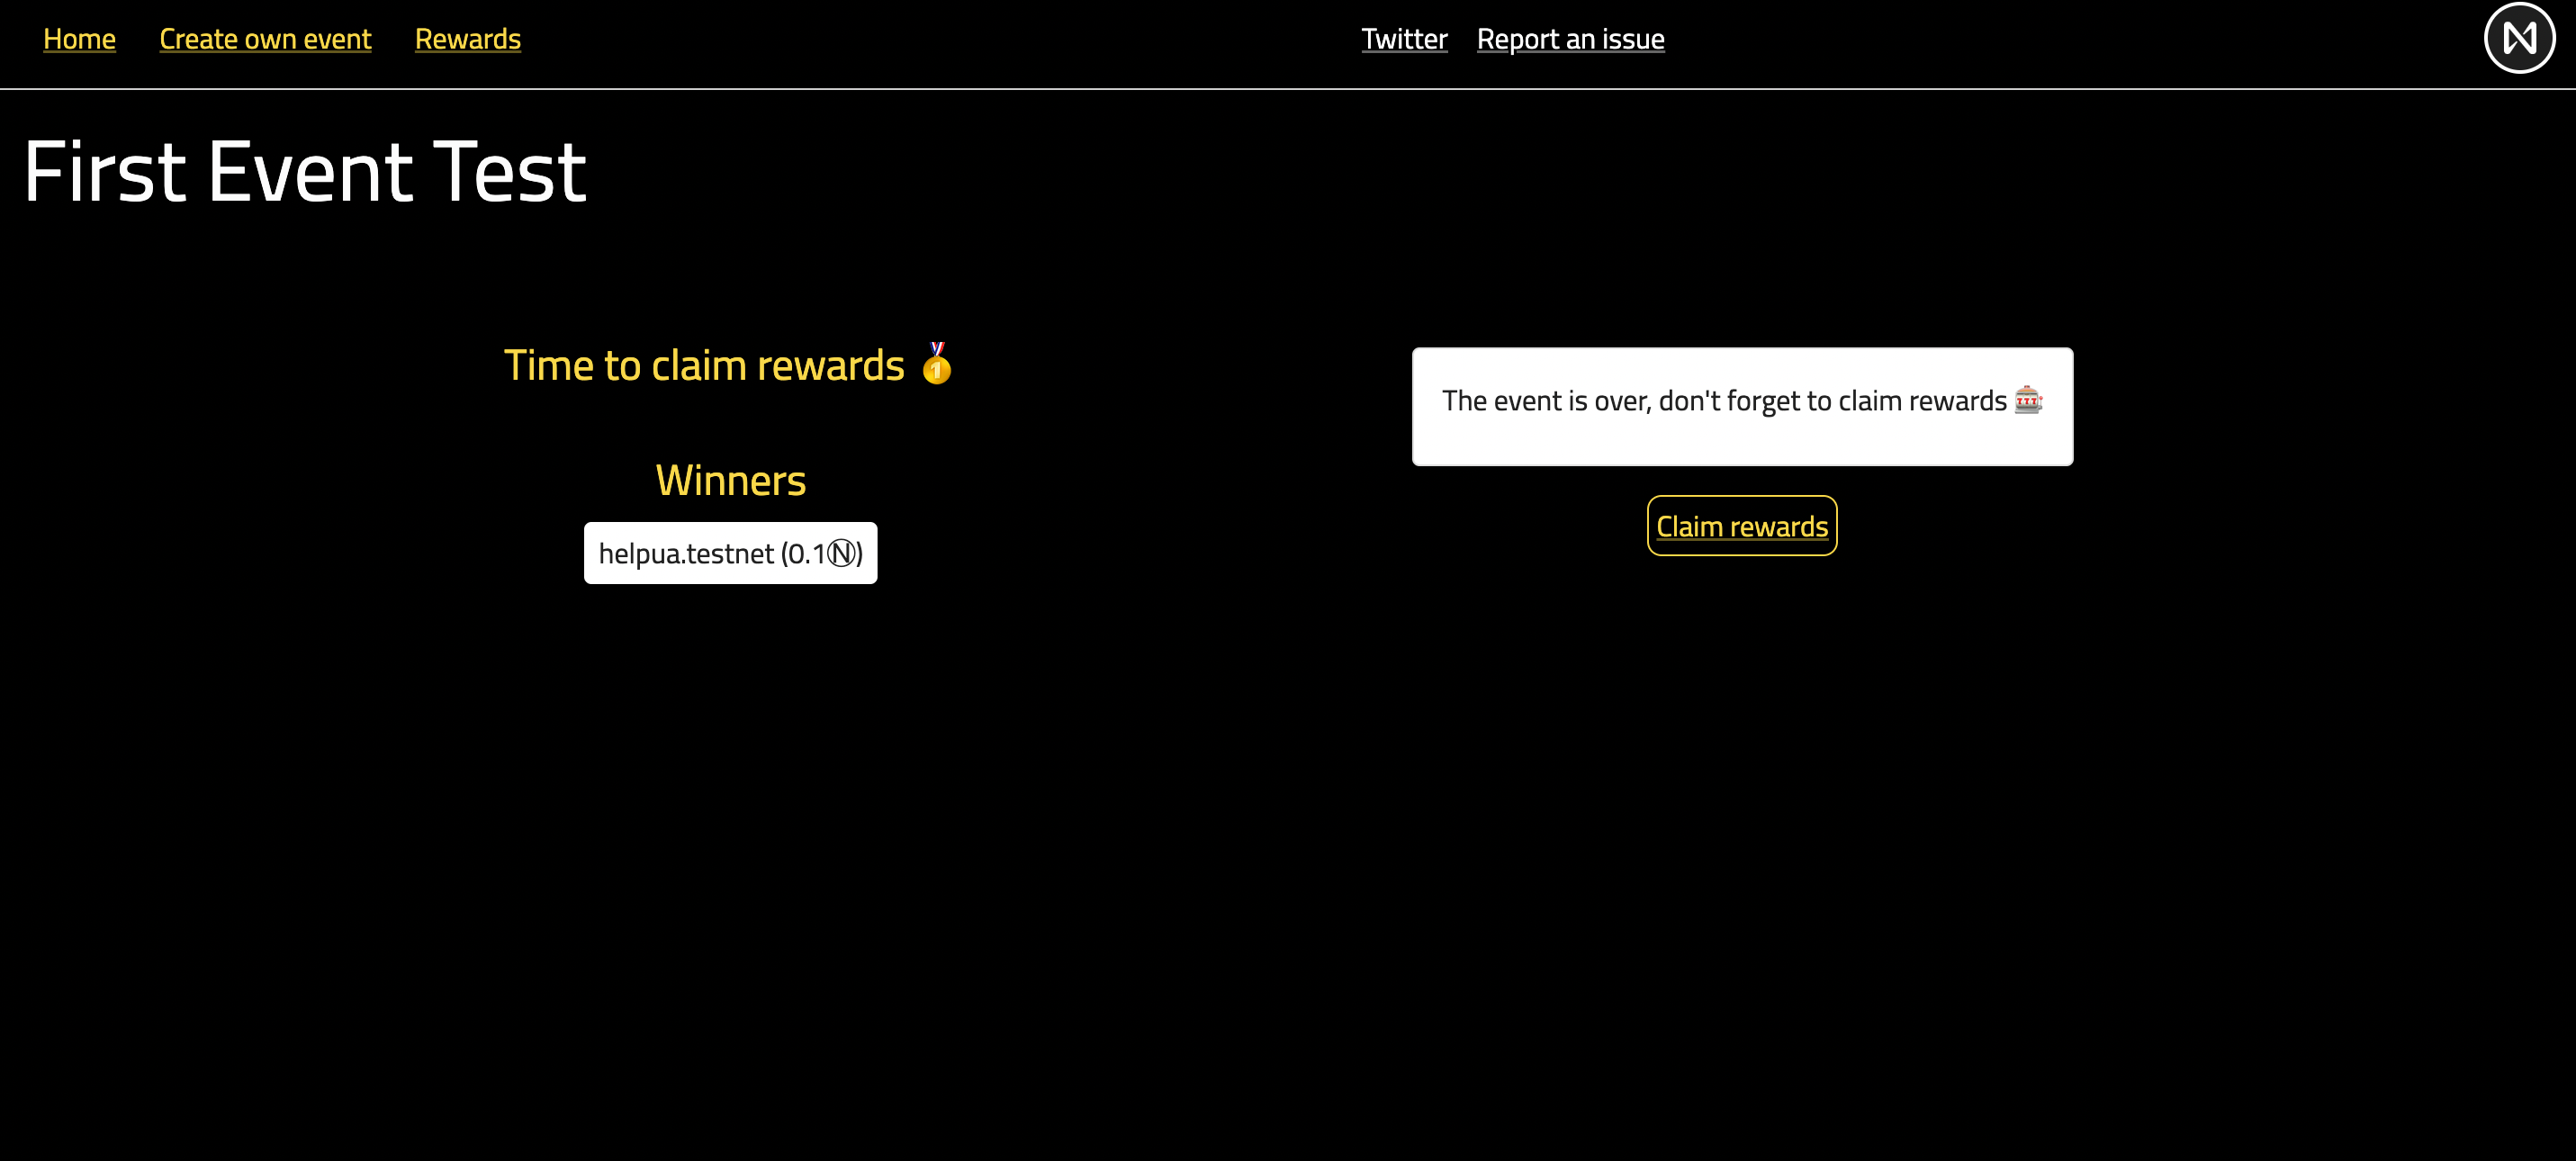 Home Create own event Rewards Twitter Report an issue
First Event Test
Time to claim rewards 🥇
Winners
helpua.testnet (0.1Ⓝ)
The event is over, don't forget to claim rewards 🎰
Claim rewards